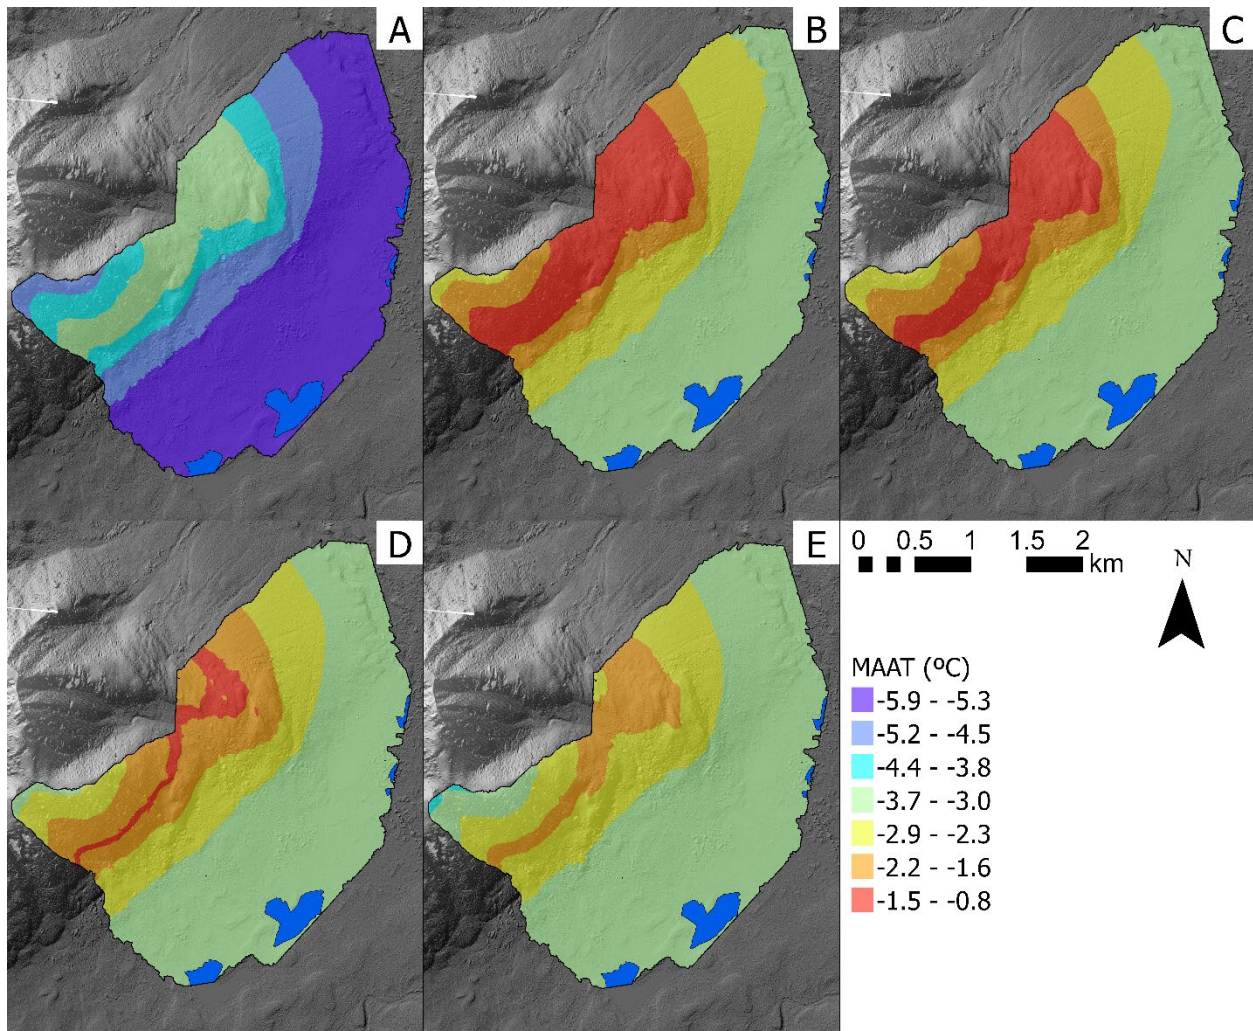 A
B
C
D
E
0 0.5 1 1.5 2
km
N
MAAT (ºC)
-5.9 - -5.3
-5.2 - -4.5
-4.4 - -3.8
-3.7 - -3.0
-2.9 - -2.3
-2.2 - -1.6
-1.5 - -0.8